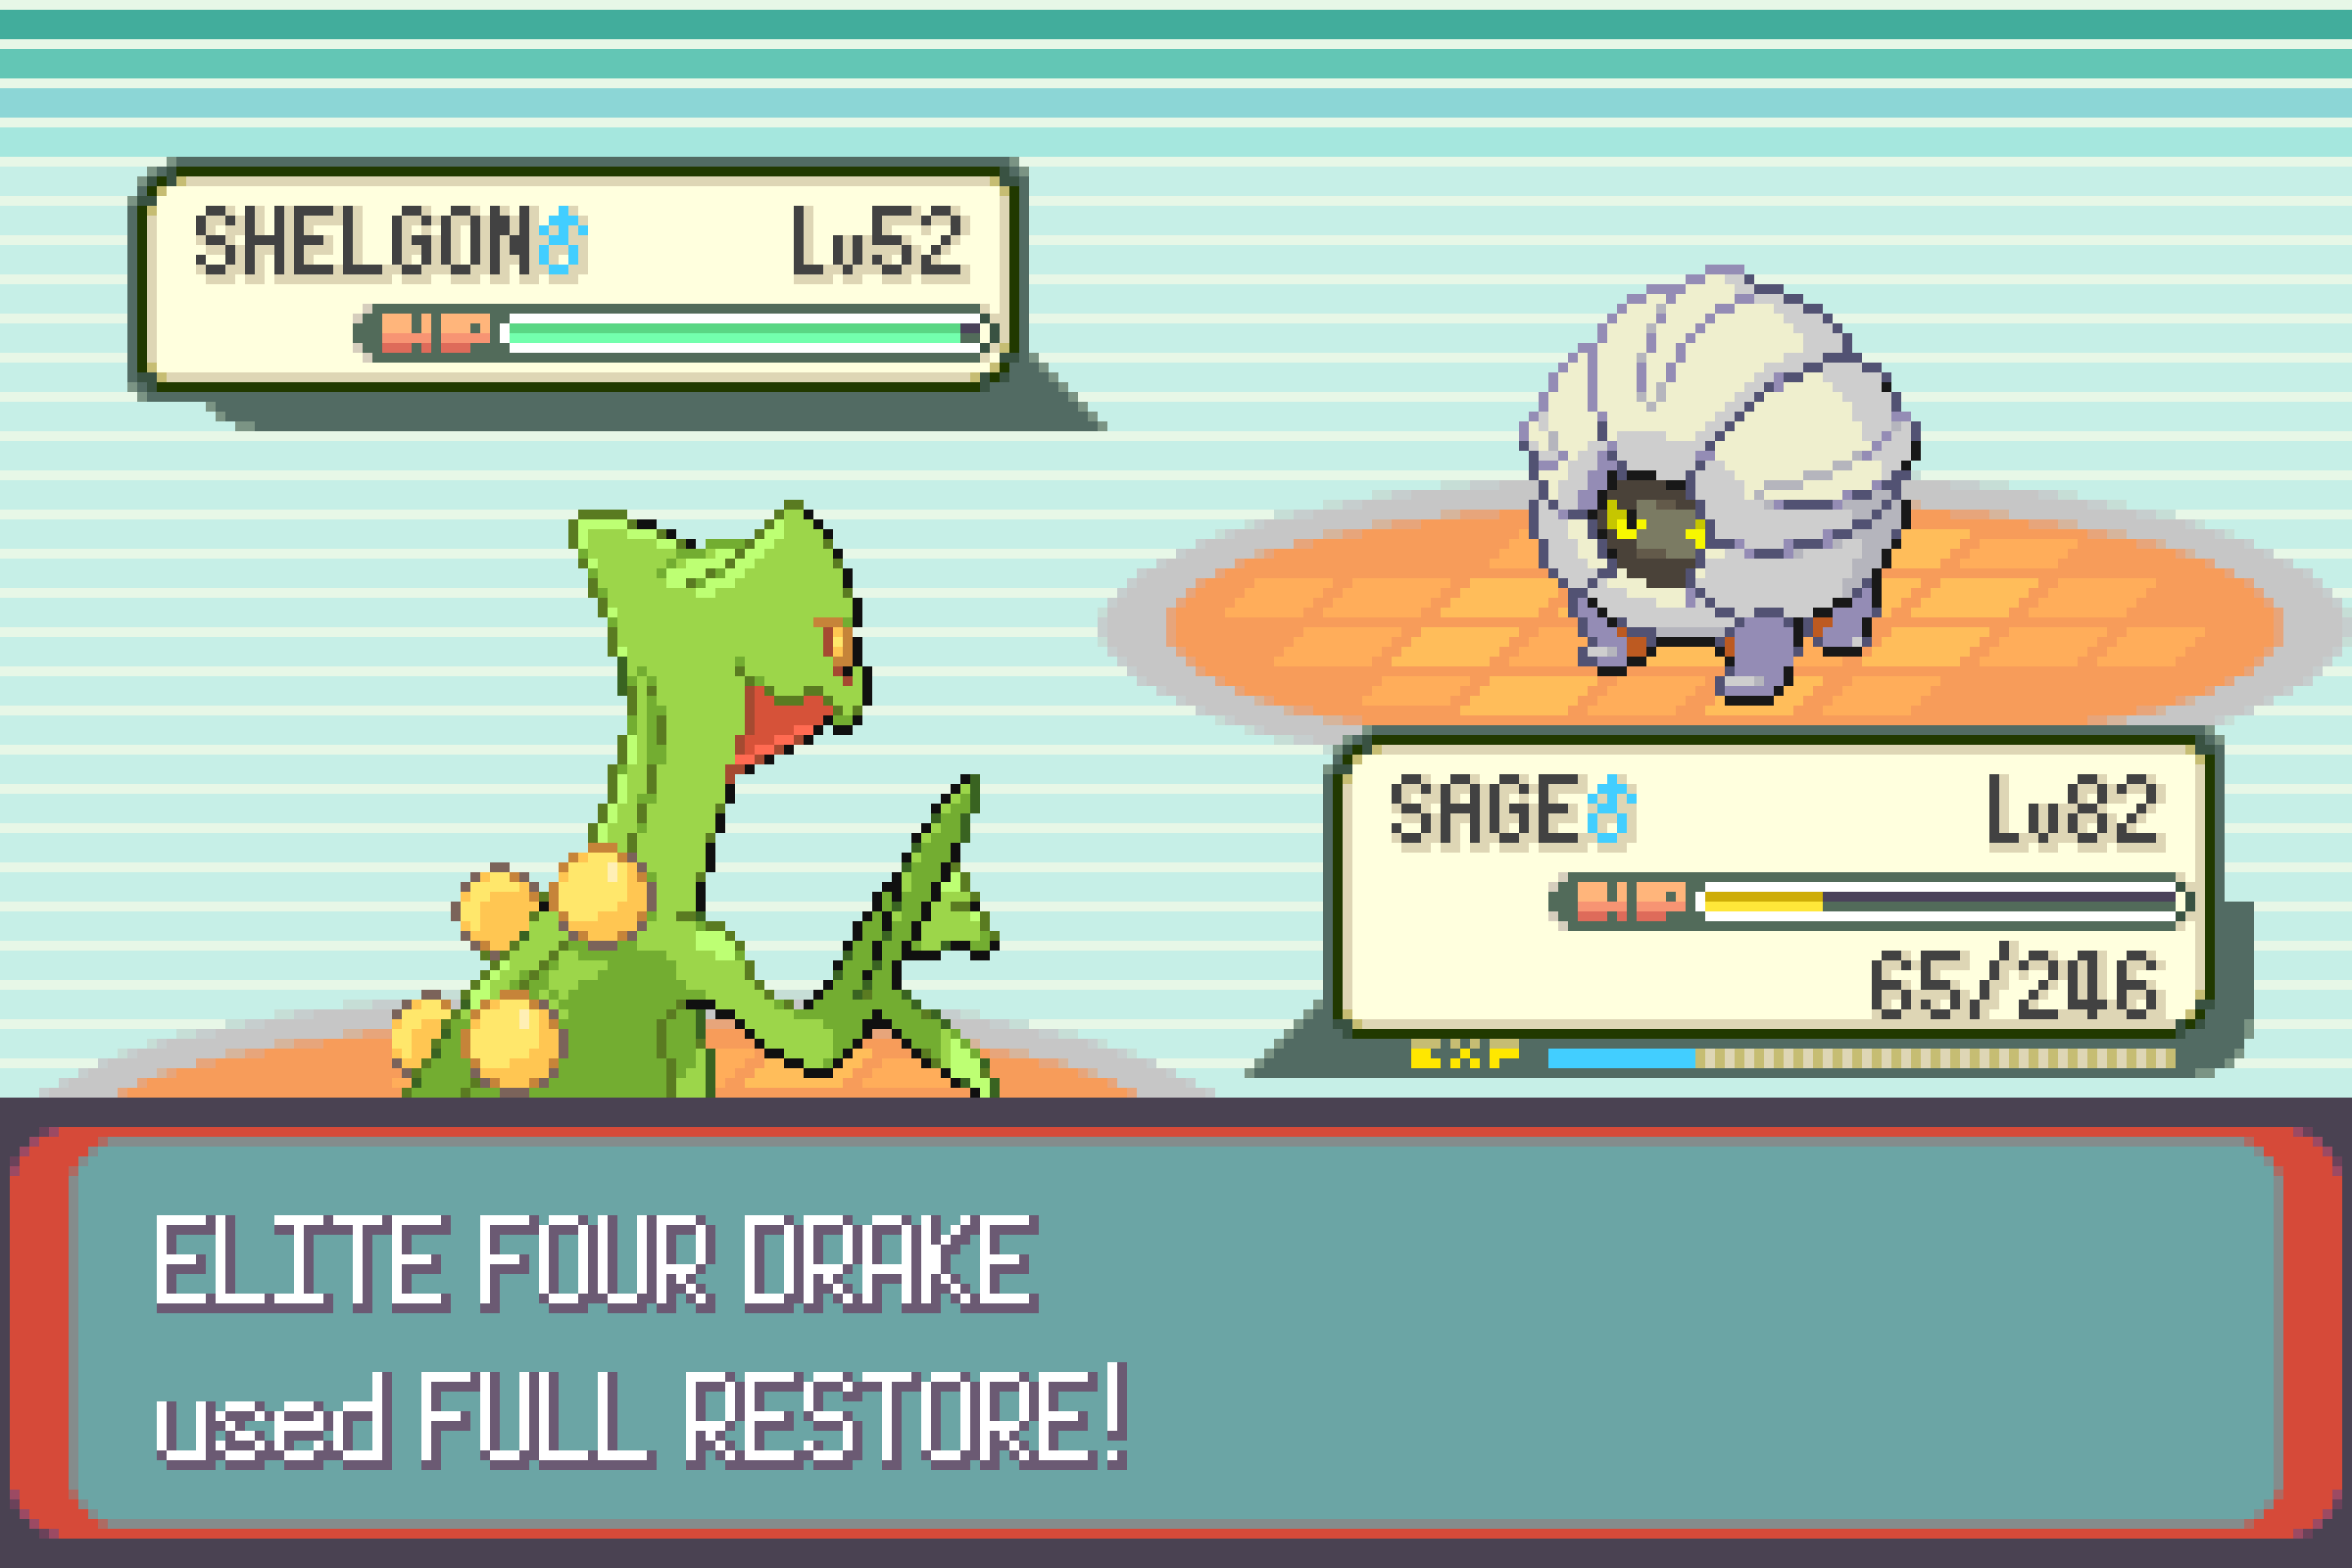 SHELGON♂ Lv52
HP
SAGE♂ Lv82
HP
65/246
EXP
ELITE FOUR DRAKE
used FULL RESTORE!